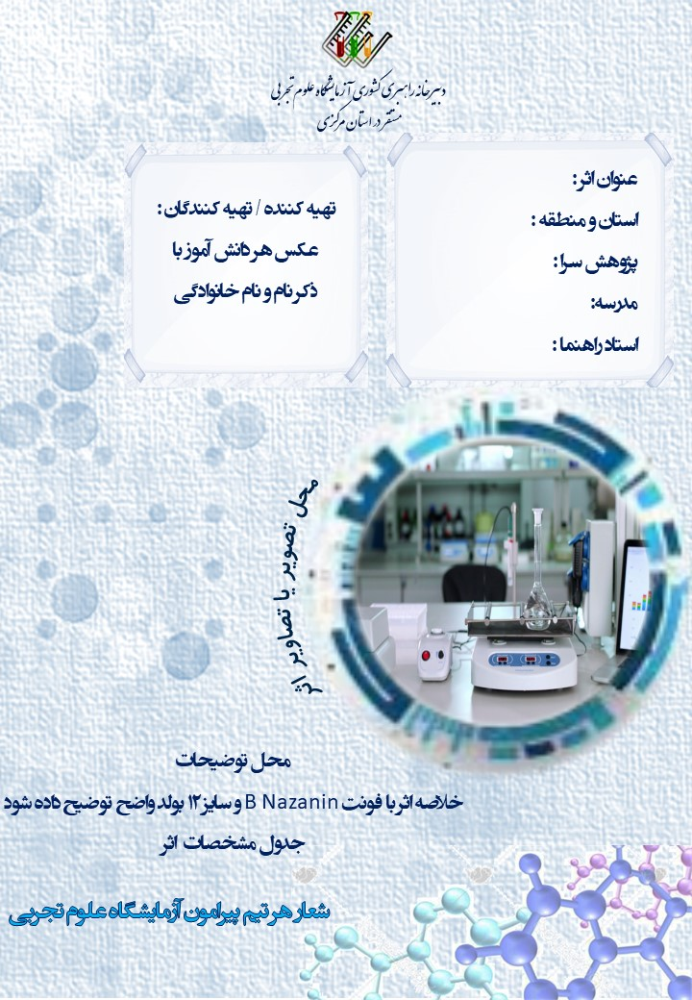 دبیرخانه راهبری کشوری آزمایشگاه علوم تجربی
مستقر در استان مرکزی
عنوان اثر:
استان و منطقه :
پژوهش سرا :
مدرسه:
استاد راهنما :
تهیه کننده / تهیه کنندگان :
عکس هر دانش آموز با
ذکر نام و نام خانوادگی
محل تصویر یا تصاویر اثر
محل توضیحات
خلاصه اثر با فونت B Nazanin و سایز ۱۲ بولد واضح توضیح داده شود
جدول مشخصات اثر
شعار هر تیم پیرامون آزمایشگاه علوم تجربی